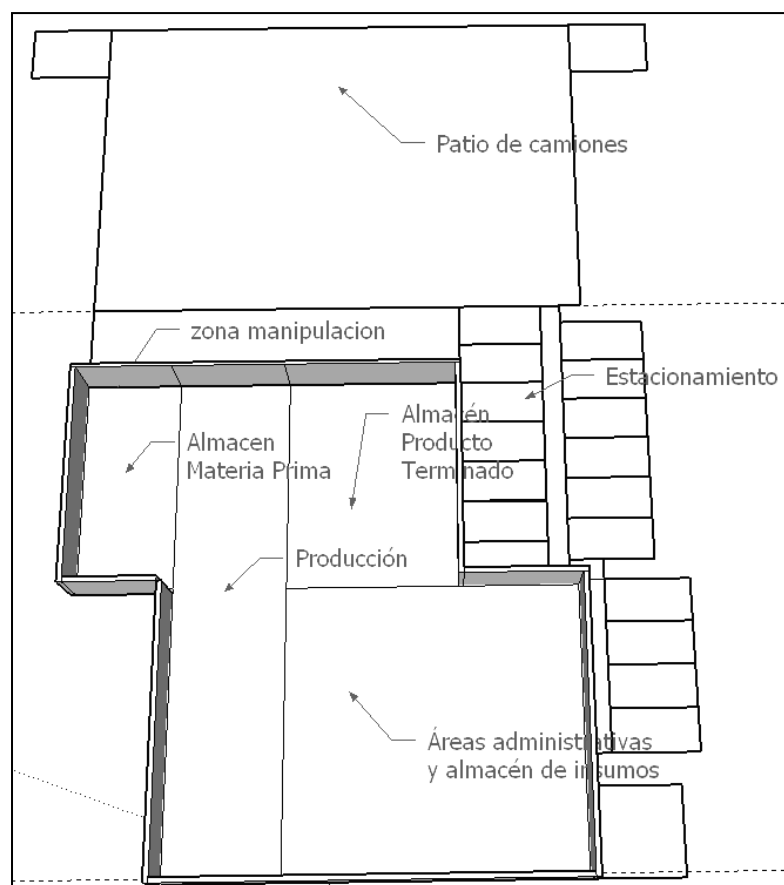 Patio de camiones
zona manipulacion
Estacionamiento
Almacen
Materia Prima
Almacén
Producto
Terminado
Producción
Áreas administrativas
y almacén de insumos